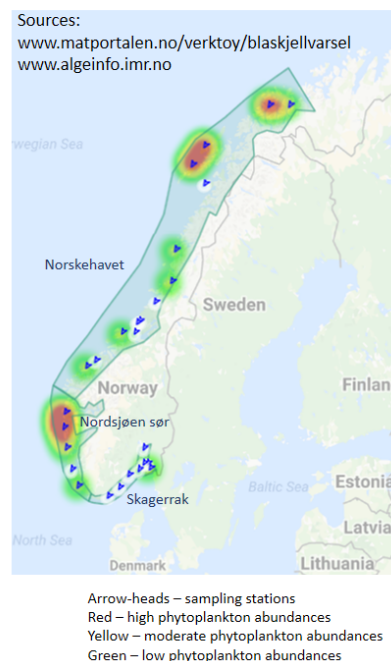 Sources:
www.matportalen.no/verktoy/blaskjellvarsel
www.algeinfo.imr.no
wegian Sea
Norskehavet
Sweden
Norway
Finlan
Nordsjøen sør
Skagerrak
Baltic Sea
Estonia
Latvia
North Sea
Denmark
Lithuania
Arrow-heads – sampling stations
Red – high phytoplankton abundances
Yellow – moderate phytoplankton abundances
Green – low phytoplankton abundances